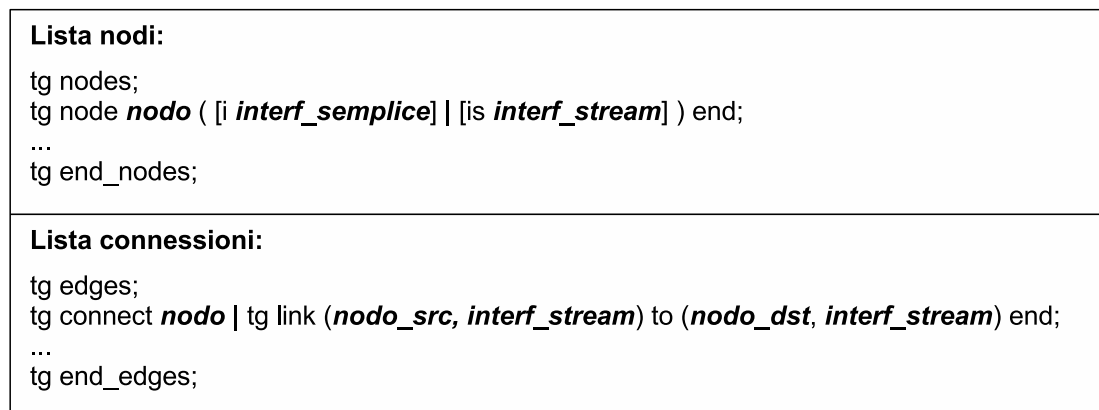 Lista nodi:
tg nodes;
tg node nodo ( [i interf_semplice] | [is interf_stream] ) end;
...
tg end_nodes;
Lista connessioni:
tg edges;
tg connect nodo | tg link (nodo_src, interf_stream) to (nodo_dst, interf_stream) end;
...
tg end_edges;